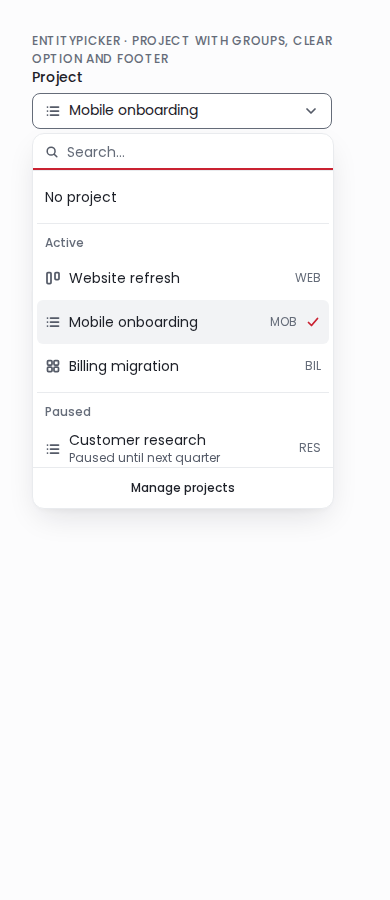 ENTITYPICKER · PROJECT WITH GROUPS, CLEAR
OPTION AND FOOTER
Project
Mobile onboarding
Search...
No project
Active
Website refresh WEB
Mobile onboarding MOB
Billing migration BIL
Paused
Customer research RES
Paused until next quarter
Manage projects